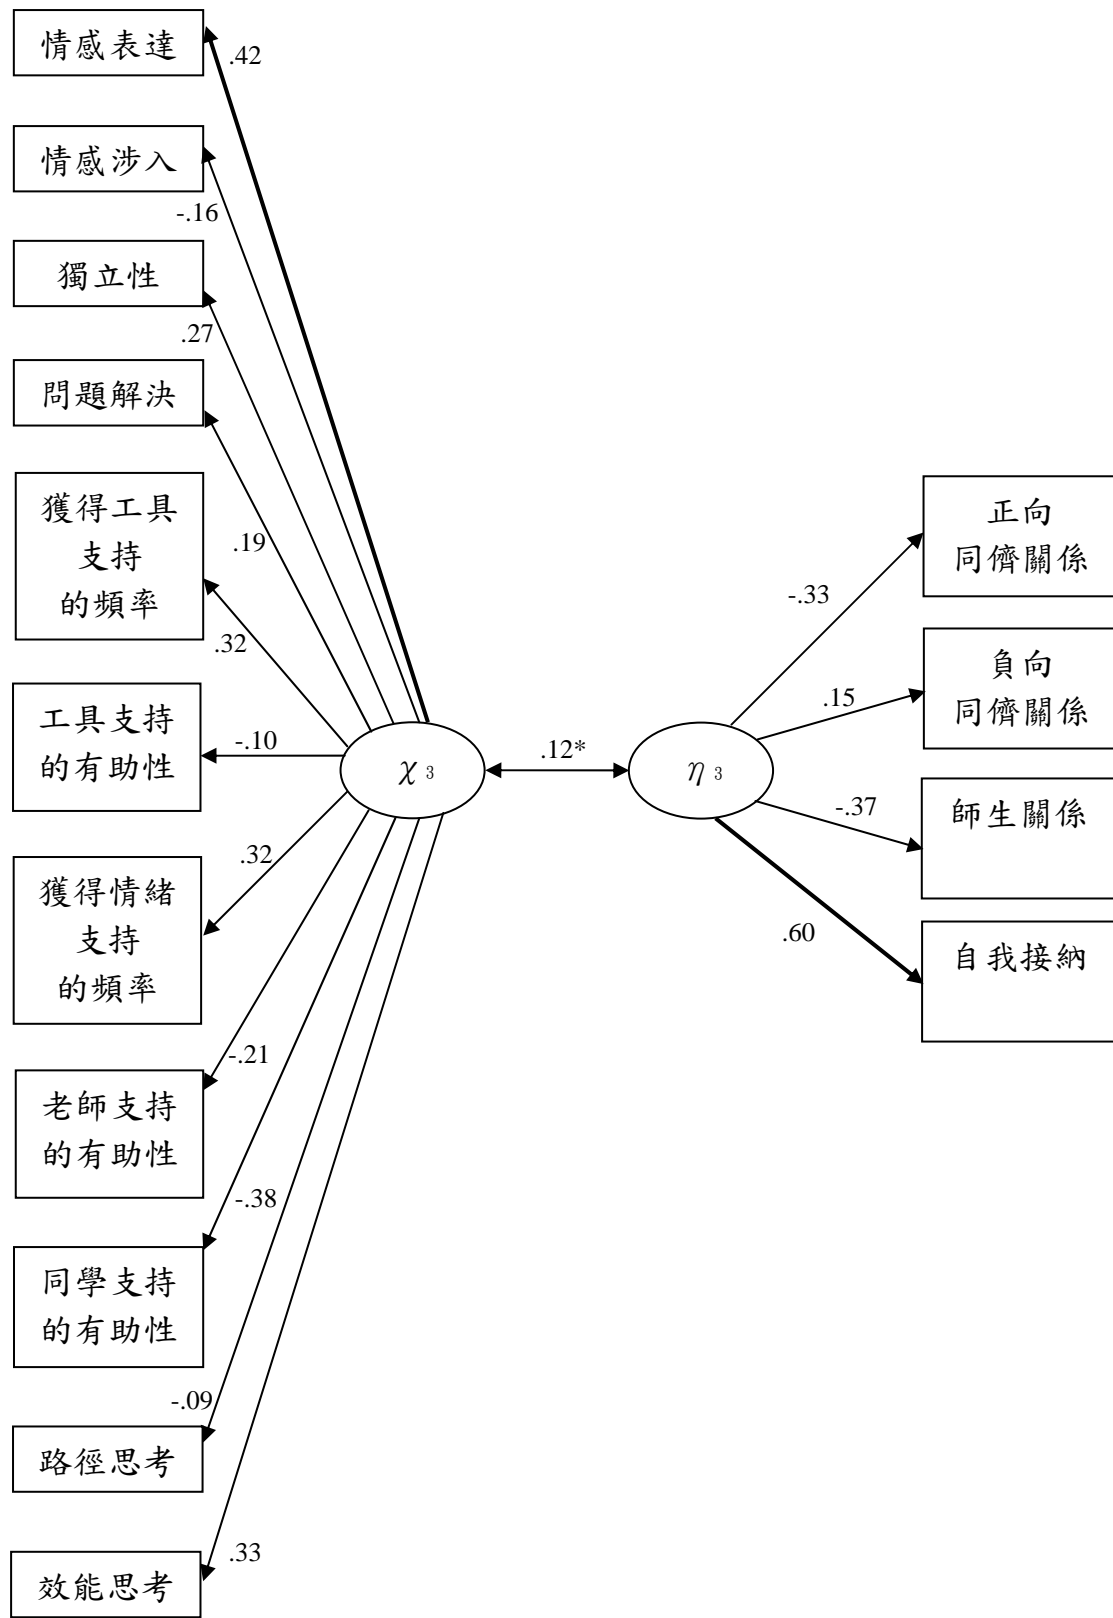 情感表達
.42
情感涉入
-.16
獨立性
.27
問題解決
.19
獲得工具
支持
的頻率
.32
工具支持
的有助性
-.10
獲得情緒
支持
的頻率
.32
老師支持
的有助性
-.21
同學支持
的有助性
-.38
路徑思考
-.09
效能思考
.33
χ 3
.12*
η 3
正向
同儕關係
-.33
負向
同儕關係
.15
師生關係
-.37
自我接納
.60